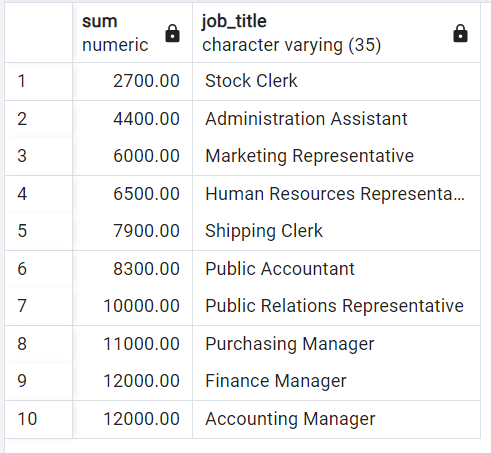 sum job_title
numeric character varying (35)
1 2700.00 Stock Clerk
2 4400.00 Administration Assistant
3 6000.00 Marketing Representative
4 6500.00 Human Resources Representa...
5 7900.00 Shipping Clerk
6 8300.00 Public Accountant
7 10000.00 Public Relations Representative
8 11000.00 Purchasing Manager
9 12000.00 Finance Manager
10 12000.00 Accounting Manager